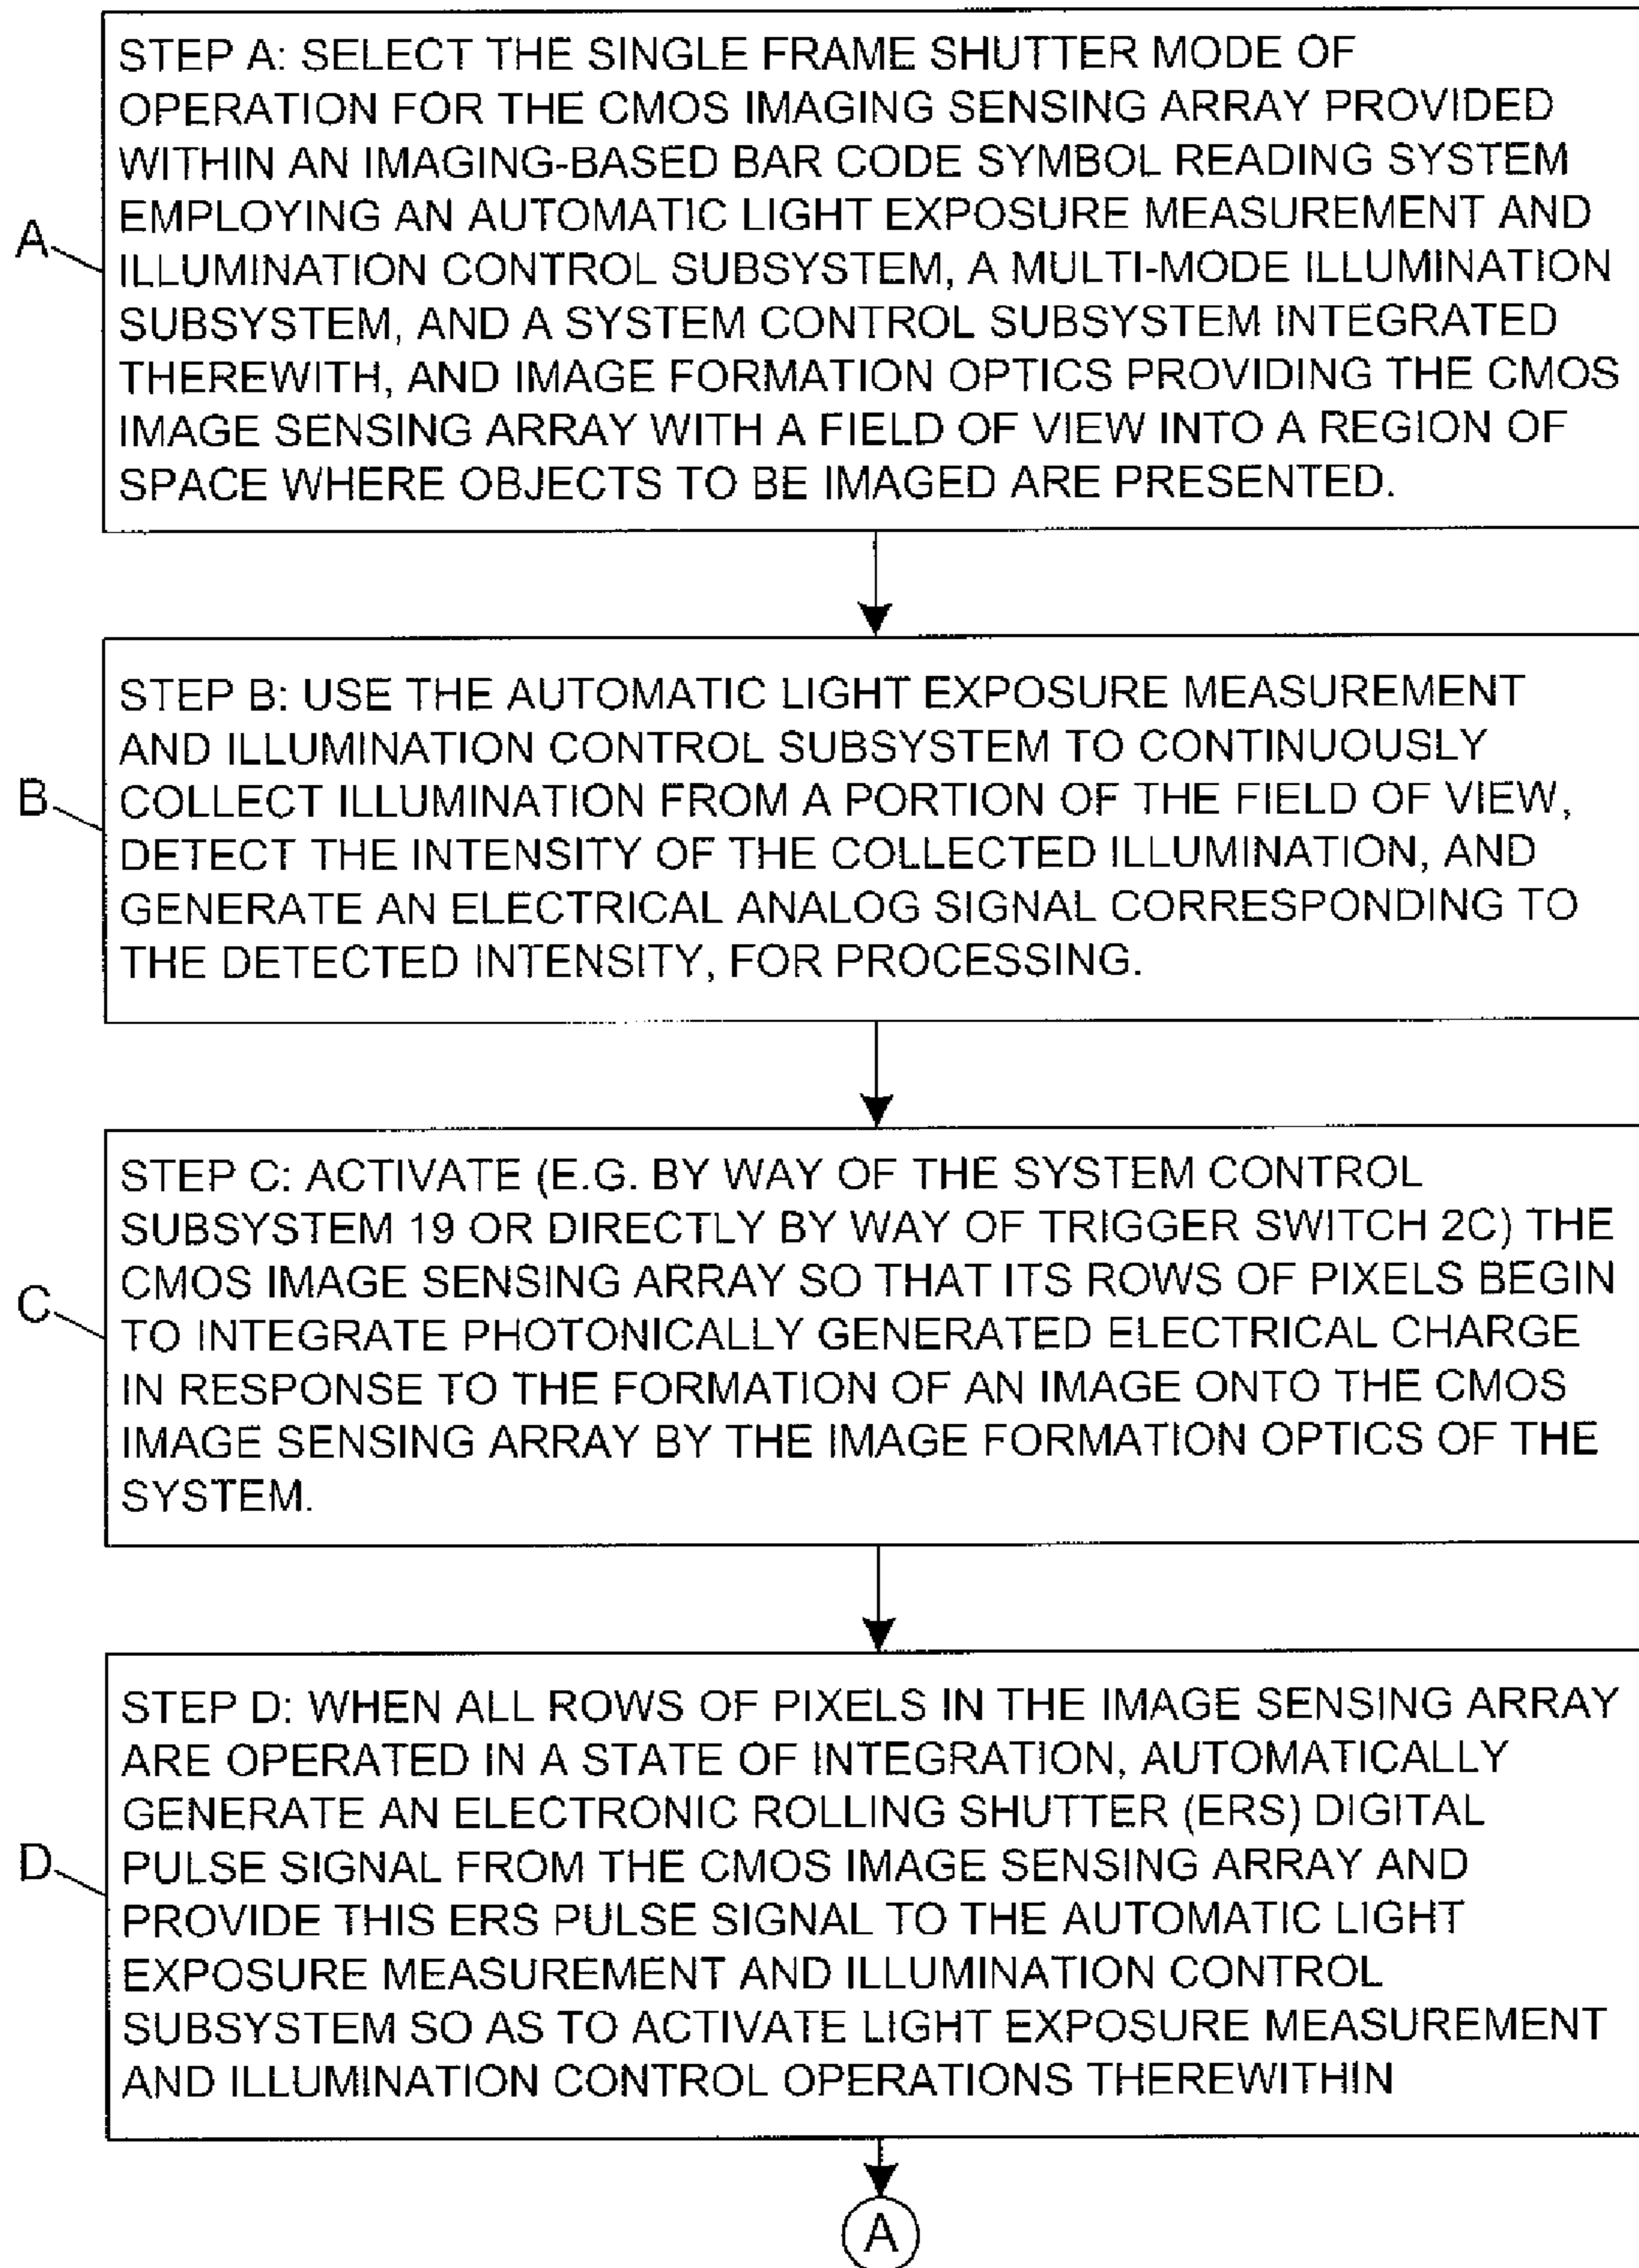 STEP A: SELECT THE SINGLE FRAME SHUTTER MODE OF
OPERATION FOR THE CMOS IMAGING SENSING ARRAY PROVIDED
WITHIN AN IMAGING-BASED BAR CODE SYMBOL READING SYSTEM
EMPLOYING AN AUTOMATIC LIGHT EXPOSURE MEASUREMENT AND
ILLUMINATION CONTROL SUBSYSTEM, A MULTI-MODE ILLUMINATION
SUBSYSTEM, AND A SYSTEM CONTROL SUBSYSTEM INTEGRATED
THEREWITH, AND IMAGE FORMATION OPTICS PROVIDING THE CMOS
IMAGE SENSING ARRAY WITH A FIELD OF VIEW INTO A REGION OF
SPACE WHERE OBJECTS TO BE IMAGED ARE PRESENTED.
A
STEP B: USE THE AUTOMATIC LIGHT EXPOSURE MEASUREMENT
AND ILLUMINATION CONTROL SUBSYSTEM TO CONTINUOUSLY
COLLECT ILLUMINATION FROM A PORTION OF THE FIELD OF VIEW,
DETECT THE INTENSITY OF THE COLLECTED ILLUMINATION, AND
GENERATE AN ELECTRICAL ANALOG SIGNAL CORRESPONDING TO
THE DETECTED INTENSITY, FOR PROCESSING.
B
STEP C: ACTIVATE (E.G. BY WAY OF THE SYSTEM CONTROL
SUBSYSTEM 19 OR DIRECTLY BY WAY OF TRIGGER SWITCH 2C) THE
CMOS IMAGE SENSING ARRAY SO THAT ITS ROWS OF PIXELS BEGIN
TO INTEGRATE PHOTONICALLY GENERATED ELECTRICAL CHARGE
IN RESPONSE TO THE FORMATION OF AN IMAGE ONTO THE CMOS
IMAGE SENSING ARRAY BY THE IMAGE FORMATION OPTICS OF THE
SYSTEM.
C
STEP D: WHEN ALL ROWS OF PIXELS IN THE IMAGE SENSING ARRAY
ARE OPERATED IN A STATE OF INTEGRATION, AUTOMATICALLY
GENERATE AN ELECTRONIC ROLLING SHUTTER (ERS) DIGITAL
PULSE SIGNAL FROM THE CMOS IMAGE SENSING ARRAY AND
PROVIDE THIS ERS PULSE SIGNAL TO THE AUTOMATIC LIGHT
EXPOSURE MEASUREMENT AND ILLUMINATION CONTROL
SUBSYSTEM SO AS TO ACTIVATE LIGHT EXPOSURE MEASUREMENT
AND ILLUMINATION CONTROL OPERATIONS THEREWITHIN
D
A